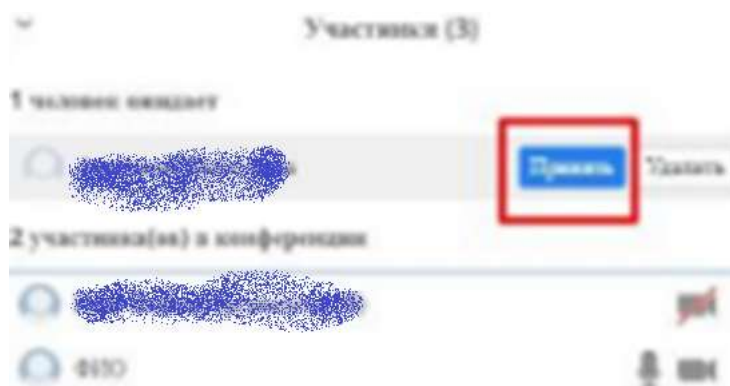 Участники (3)
1 человек ожидает
Принять Удалить
2 участника(ов) в конференции
ФИО